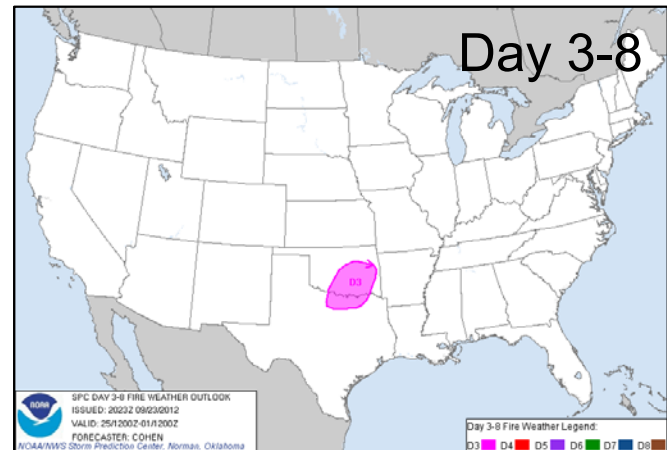 Day 3-8
D3
NOAA
SPC DAY 3-8 FIRE WEATHER OUTLOOK
ISSUED: 2023Z 09/23/2012
VALID: 25/1200Z-01/1200Z
FORECASTER: COHEN
NOAA/NWS Storm Prediction Center, Norman, Oklahoma
Day 3-8 Fire Weather Legend:
D3 D4 D5 D6 D7 D8